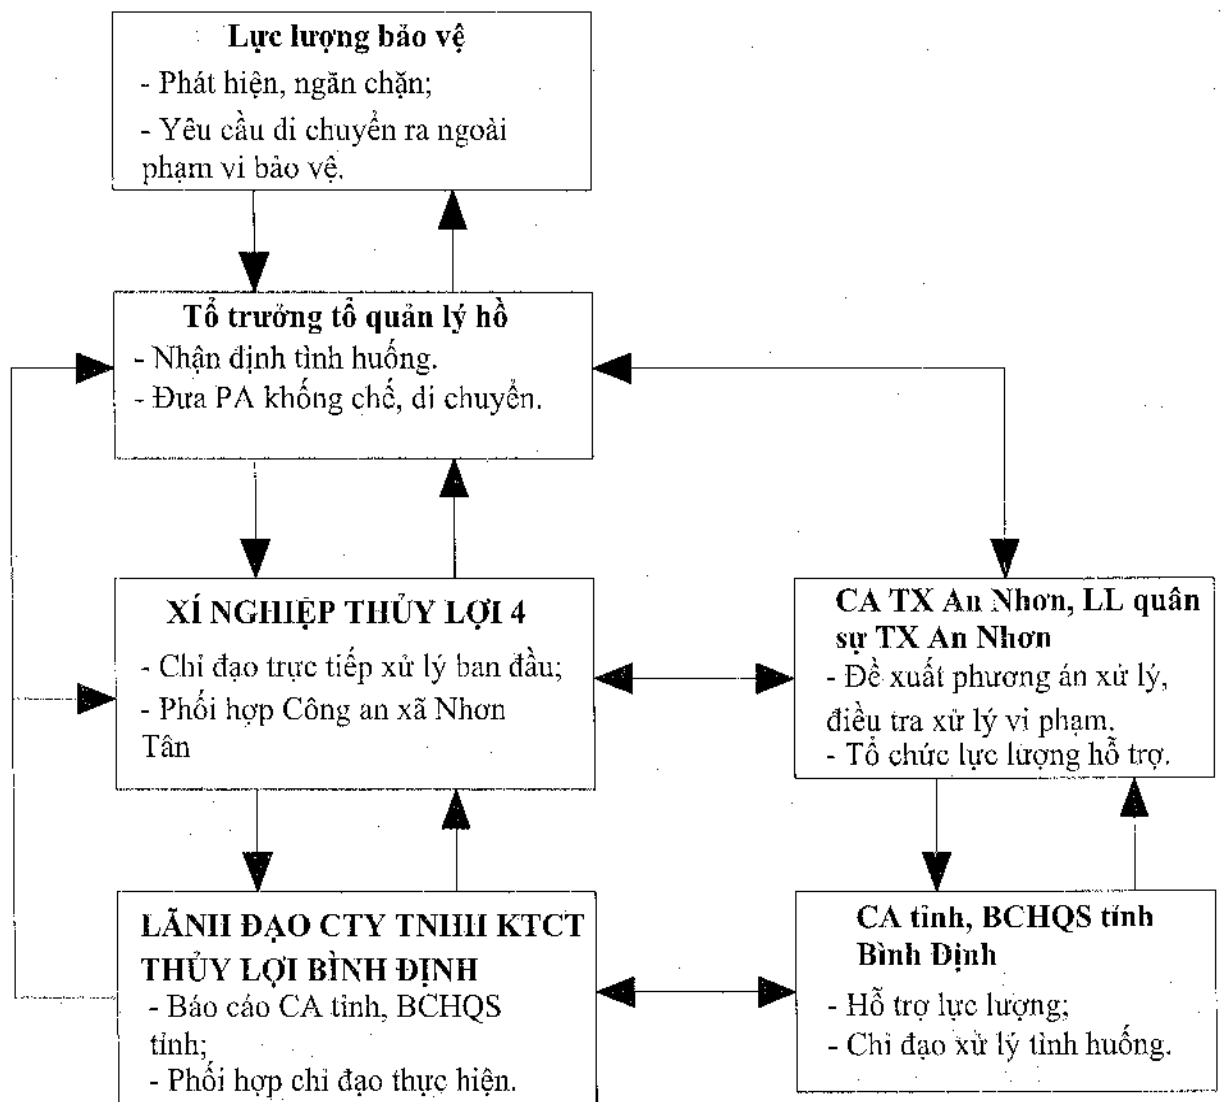 Lực lượng bảo vệ
- Phát hiện, ngăn chặn;
- Yêu cầu di chuyển ra ngoài
phạm vi bảo vệ.
Tổ trưởng tổ quản lý hồ
- Nhận định tình huống.
- Đưa PA khống chế, di chuyển.
XÍ NGHIỆP THỦY LỢI 4
- Chỉ đạo trực tiếp xử lý ban đầu;
- Phối hợp Công an xã Nhơn
Tân
CA TX An Nhơn, LL quân
sự TX An Nhơn
- Đề xuất phương án xử lý,
điều tra xử lý vi phạm.
- Tổ chức lực lượng hỗ trợ.
LÃNH ĐẠO CTY TNHH KTCT
THỦY LỢI BÌNH ĐỊNH
- Báo cáo CA tỉnh, BCHQS
tỉnh;
- Phối hợp chỉ đạo thực hiện.
CA tỉnh, BCHQS tỉnh
Bình Định
- Hỗ trợ lực lượng;
- Chỉ đạo xử lý tình huống.